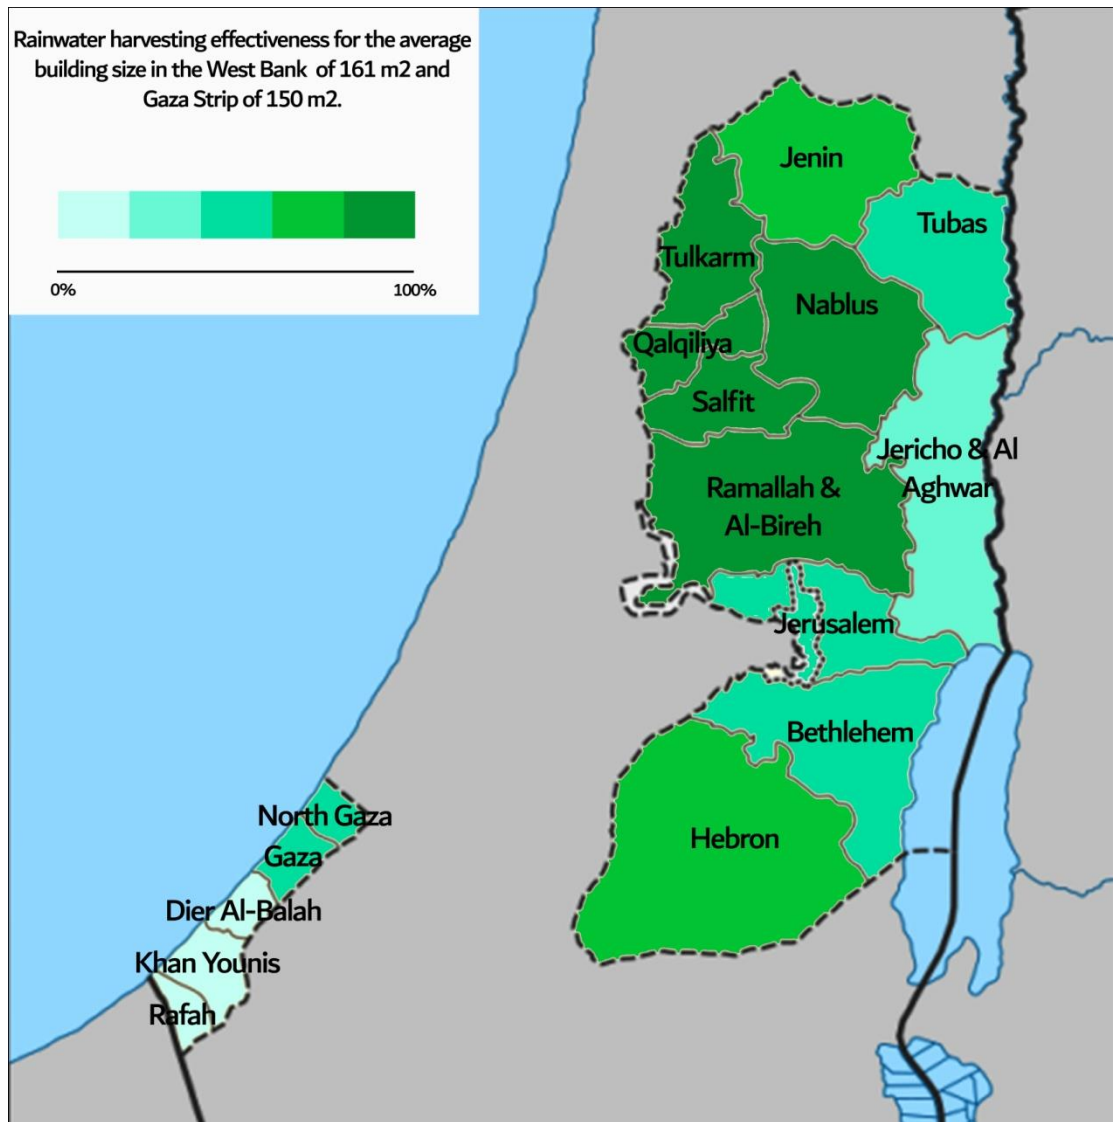 Rainwater harvesting effectiveness for the average
building size in the West Bank of 161 m2 and
Gaza Strip of 150 m2.
0%
100%
Jenin
Tubas
Tulkarm
Nablus
Qalqiliya
Salfit
Jericho & Al
Aghwar
Ramallah &
Al-Bireh
Jerusalem
Bethlehem
Hebron
North Gaza
Gaza
Dier Al-Balah
Khan Younis
Rafah